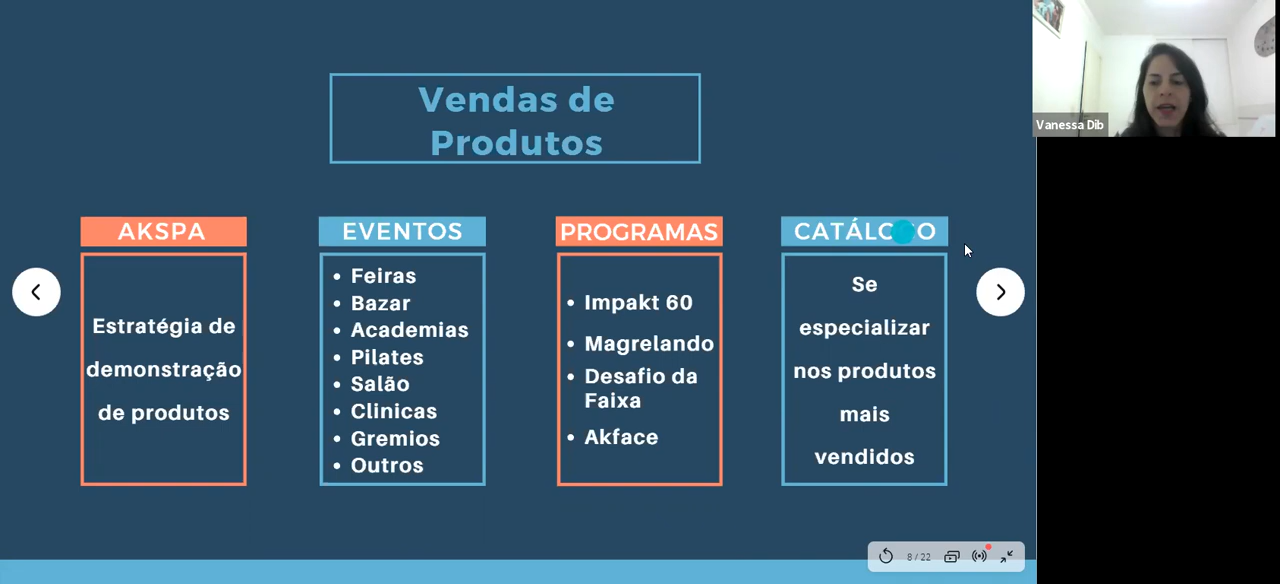 Vendas de
Produtos
Vanessa Dib
AKSPA
Estratégia de
demonstração
de produtos
EVENTOS
• Feiras
• Bazar
• Academias
• Pilates
• Salão
• Clinicas
• Gremios
• Outros
PROGRAMAS
• Impakt 60
• Magrelando
• Desafio da
Faixa
• Akface
CATÁLOGO
Se
especializar
nos produtos
mais
vendidos
8 / 22